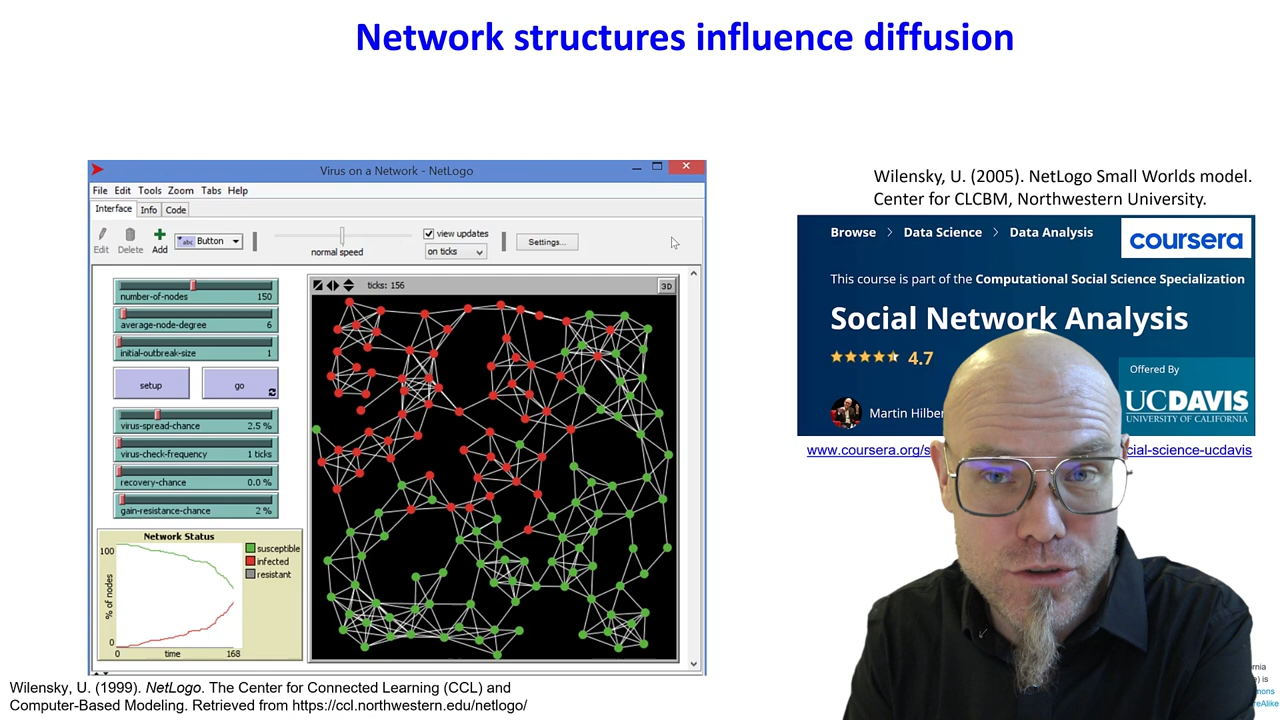 Network structures influence diffusion
Virus on a Network - NetLogo
File Edit Tools Zoom Tabs Help
Interface Info Code
Edit Delete Add
abc Button
normal speed
view updates
on ticks
Settings...
number-of-nodes 150
average-node-degree 6
initial-outbreak-size 1
setup go
virus-spread-chance 2.5 %
virus-check-frequency 1 ticks
recovery-chance 0.0 %
gain-resistance-chance 2 %
Network Status
100
% of nodes
0
0 time 168
susceptible
infected
resistant
ticks: 156
3D
Wilensky, U. (1999). NetLogo. The Center for Connected Learning (CCL) and
Computer-Based Modeling. Retrieved from https://ccl.northwestern.edu/netlogo/
Wilensky, U. (2005). NetLogo Small Worlds model.
Center for CLCBM, Northwestern University.
Browse > Data Science > Data Analysis
coursera
This course is part of the Computational Social Science Specialization
Social Network Analysis
4.7
Offered By
UCDAVIS
UNIVERSITY OF CALIFORNIA
Martin Hilber
www.coursera.org/s
cial-science-ucdavis